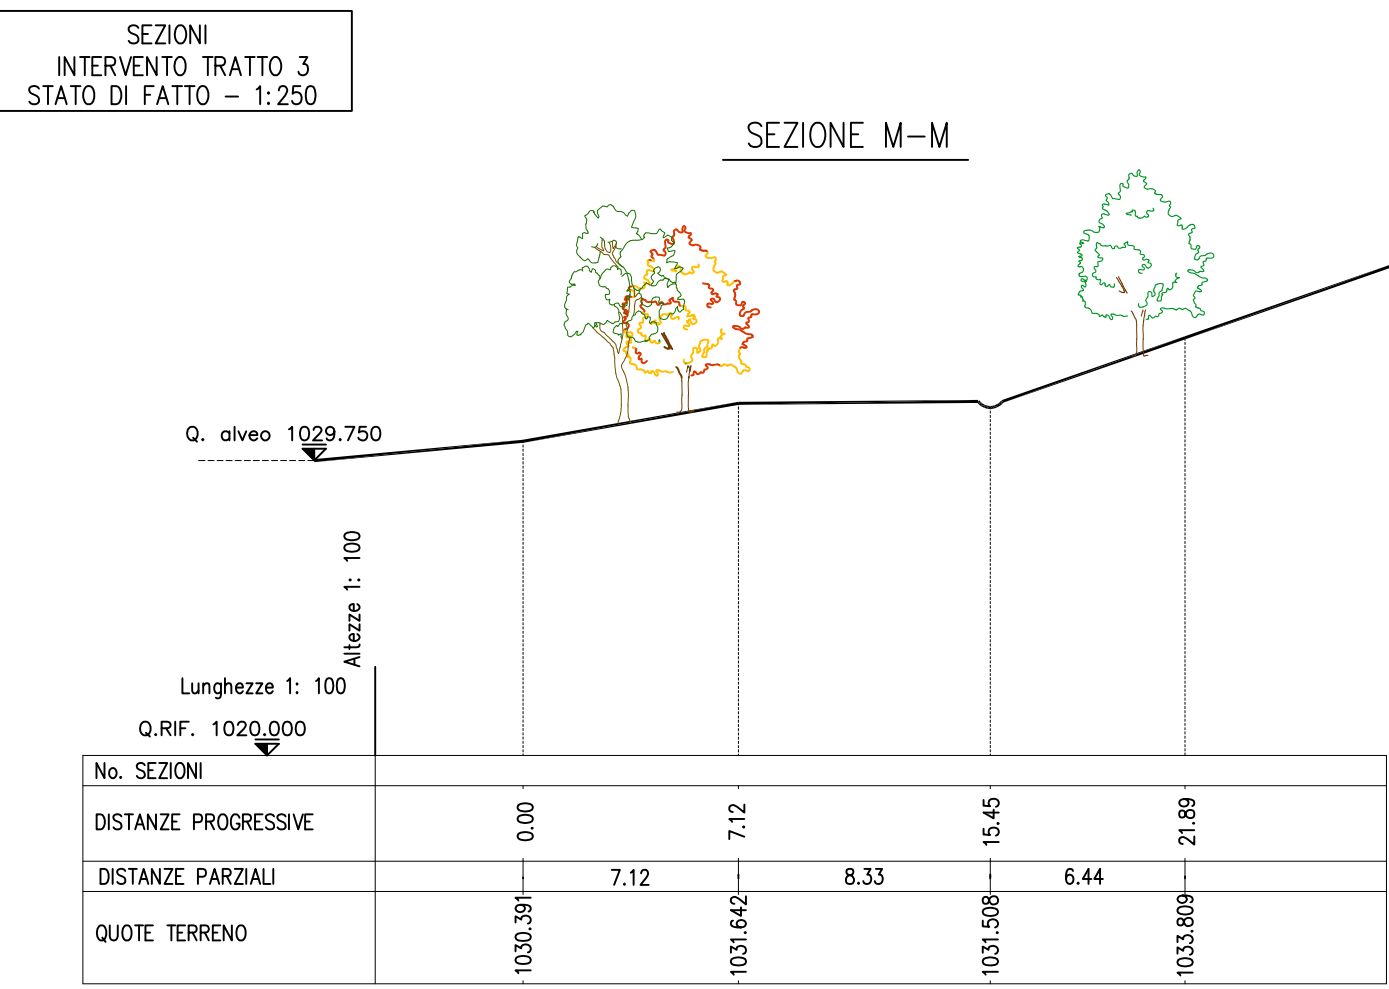 SEZIONI
INTERVENTO TRATTO 3
STATO DI FATTO - 1:250
SEZIONE M-M
Q. alveo 1029.750
Altezze 1: 100
Lunghezze 1: 100
Q.RIF. 1020.000
No. SEZIONI
DISTANZE PROGRESSIVE 0.00 7.12 15.45 21.89
DISTANZE PARZIALI 7.12 8.33 6.44
QUOTE TERRENO 1030.391 1031.642 1031.508 1033.809